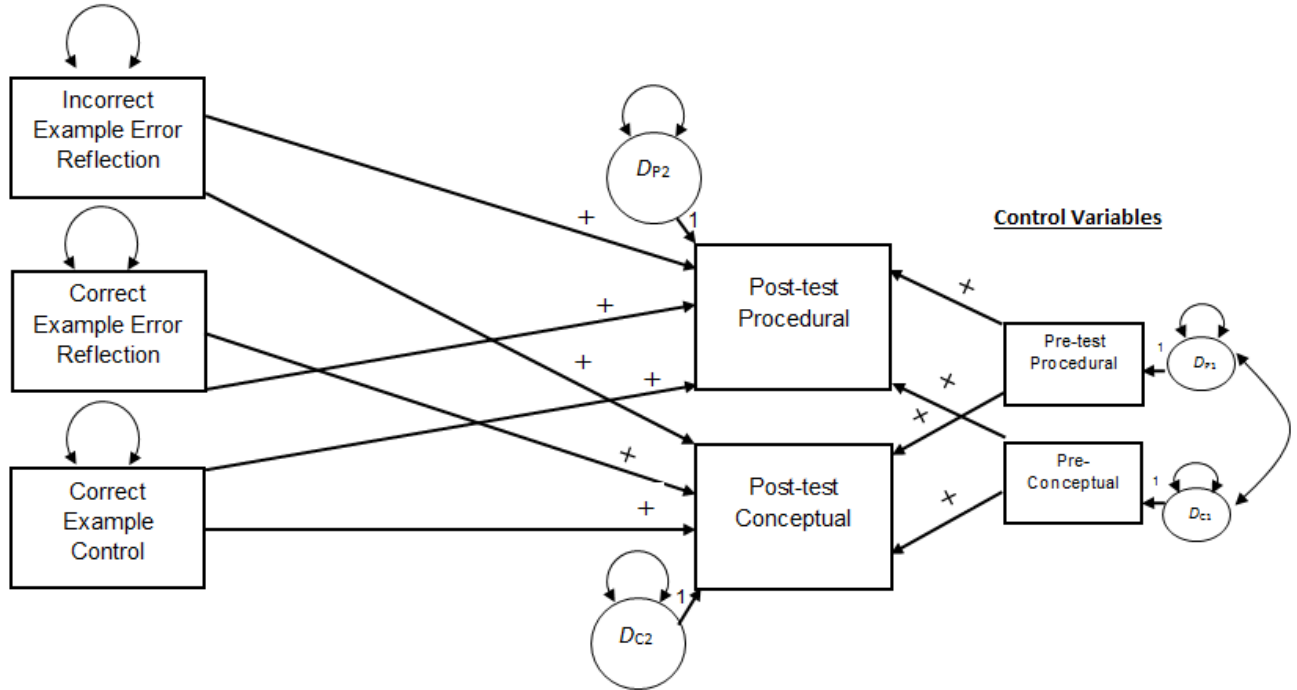 Incorrect
Example Error
Reflection
Correct
Example Error
Reflection
Correct
Example
Control
DP2
1
+
+
+
+
+
+
Post-test
Procedural
Post-test
Conceptual
1
DC2
Control Variables
+
+
+
+
Pre-test
Procedural
1
DP1
Pre-
Conceptual
1
DC1